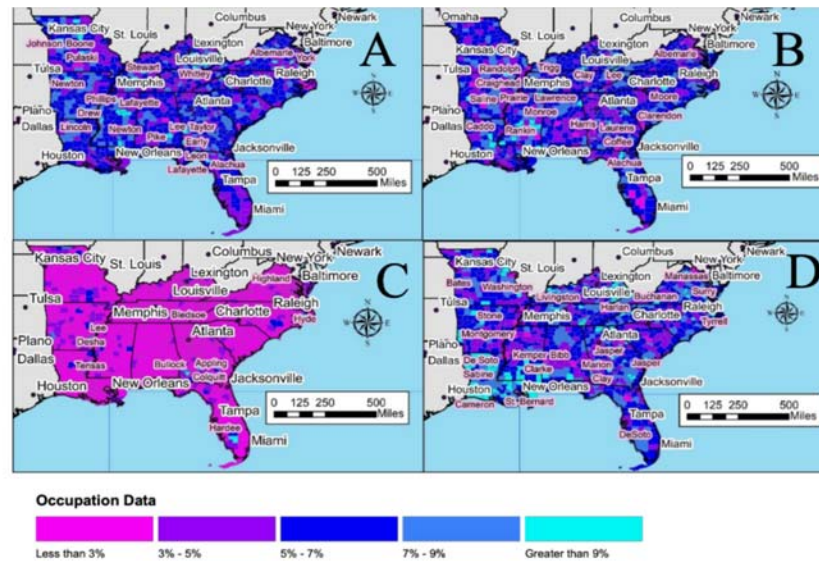 Columbus
New York
Newark
Kansas City
St. Louis
Lexington
Baltimore
Johnson Boone
Louisville
Albemarle
Pulaski
Stewart
York
Tulsa
Whitley
Raleigh
Memphis
Charlotte
Newton
Phillips
Lafayette
Atlanta
Plano
Drew
Dallas
Lincoln
Newton
Lee
Taylor
Pike
Early
Houston
New Orleans
Leon
Jacksonville
Alachua
Lafayette
Tampa
Miami
A
0 125 250 500
Miles
Omaha
Columbus
New York
Newark
Kansas City
St. Louis
Lexington
Baltimore
Louisville
Albemarle
Tulsa
Randolph
Trigg
Clay
Lee
Raleigh
Craighead
Memphis
Charlotte
Saline
Prairie
Lawrence
Moore
Plano
Monroe
Atlanta
Clarendon
Dallas
Caddo
Rankin
Harris
Laurens
Coffee
Houston
New Orleans
Jacksonville
Alachua
Tampa
Miami
B
0 125 250 500
Miles
Columbus
New York
Newark
Kansas City
St. Louis
Lexington
Baltimore
Louisville
Highland
Tulsa
Raleigh
Memphis
Bledsoe
Charlotte
Hyde
Lee
Atlanta
Plano
Desha
Dallas
Tensas
Bullock
Appling
Colquitt
Houston
New Orleans
Jacksonville
Tampa
Hardee
Miami
C
0 125 250 500
Miles
Columbus
New York
Newark
Kansas City
St. Louis
Lexington
Manassas
Baltimore
Bates
Washington
Louisville
Buchanan
Surry
Livingston
Harlan
Tulsa
Raleigh
Stone
Memphis
Charlotte
Tyrrell
Montgomery
Atlanta
Plano
Jasper
Dallas
De Soto
Kemper
Bibb
Jasper
Sabine
Clarke
Marion
Clay
Houston
New Orleans
Jacksonville
Cameron
St. Bernard
Tampa
DeSoto
Miami
D
0 125 250 500
Miles
Occupation Data
Less than 3%
3% - 5%
5% - 7%
7% - 9%
Greater than 9%